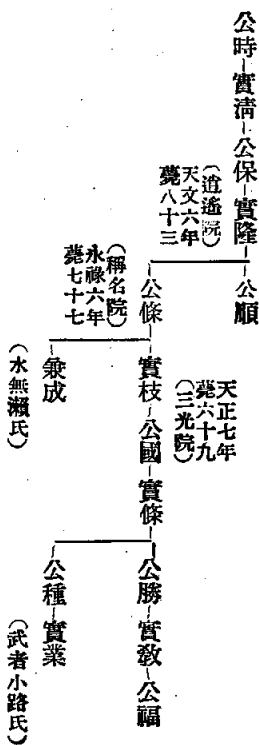 公時—實淸—公保—實隆—公順
(逍遙院)
天文六年
薨八十三
公條—實枝—公國—實條—公勝—實敎—公福
(稱名院)
永祿六年
薨七十七
天正七年
薨六十九
(三光院)
兼成
(水無瀨氏)
公種—實業
(武者小路氏)